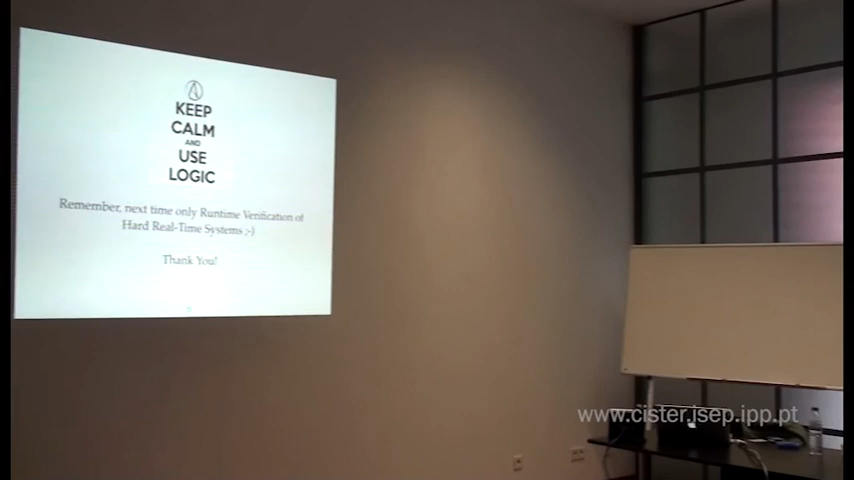 KEEP
CALM
AND
USE
LOGIC
Remember, next time only Runtime Verification of
Hard Real-Time Systems ;-)
Thank You!
www.cister.isep.ipp.pt